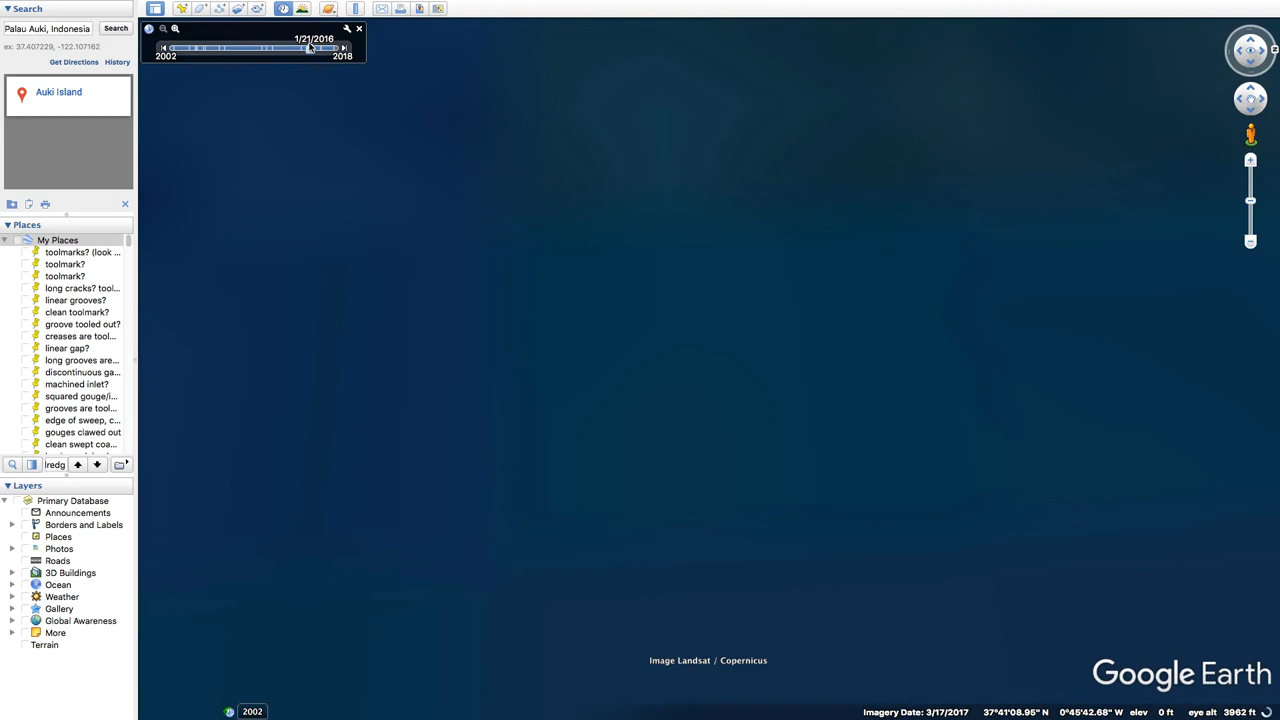 Search
Palau Auki, Indonesia
Search
ex: 37.407229, -122.107162
Get Directions
History
Auki Island
Places
My Places
toolmarks? (look ...
toolmark?
toolmark?
long cracks? tool...
linear grooves?
clean toolmark?
groove tooled out?
creases are tool...
linear gap?
long grooves are...
discontinuous ga...
machined inlet?
squared gouge/i...
grooves are tool...
edge of sweep, c...
gouges clawed out
clean swept coa...
lredg
Layers
Primary Database
Announcements
Borders and Labels
Places
Photos
Roads
3D Buildings
Ocean
Weather
Gallery
Global Awareness
More
Terrain
1/21/2016
2002
2018
N
Image Landsat / Copernicus
Google Earth
2002
Imagery Date: 3/17/2017 37°41'08.95" N 0°45'42.68" W elev 0 ft eye alt 3962 ft